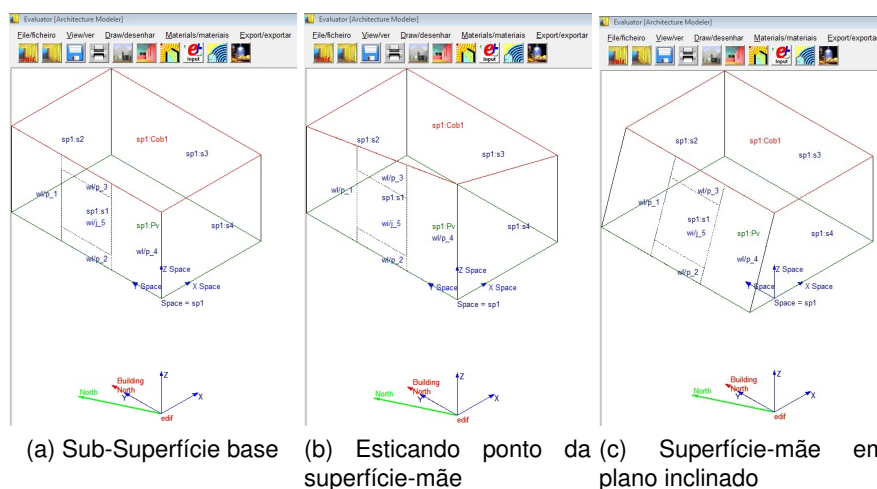 Evaluator [Architecture Modeler]
File/ficheiro View/ver Draw/desenhar Materials/materiais Export/exportar
e+
input
sp1:s2
sp1:Cob1
sp1:s3
wl/p_3
wl/p_1
sp1:s1
wi/j_5
sp1:Pv
sp1:s4
wl/p_4
wl/p_2
Z Space
Y Space
X Space
Space = sp1
Building
North
North
Z
Y
X
edif
(a) Sub-Superfície base
Evaluator [Architecture Modeler]
File/ficheiro View/ver Draw/desenhar Materials/materiais Export/exportar
e+
input
sp1:Cob1
sp1:s2
sp1:s3
wl/p_3
wl/p_1
sp1:s1
wi/j_5
sp1:Pv
sp1:s4
wl/p_4
wl/p_2
Z Space
Y Space
X Space
Space = sp1
Building
North
North
Z
Y
X
edif
(b) Esticando ponto da
superfície-mãe
Evaluator [Architecture Modeler]
File/ficheiro View/ver Draw/desenhar Materials/materiais Export/exportar
e+
input
sp1:s2
sp1:Cob1
sp1:s3
wl/p_3
wl/p_1
sp1:s1
wi/j_5
sp1:Pv
sp1:s4
wl/p_4
wl/p_2
Z Space
Y Space
X Space
Space = sp1
Building
North
North
Z
Y
X
edif
(c) Superfície-mãe em
plano inclinado